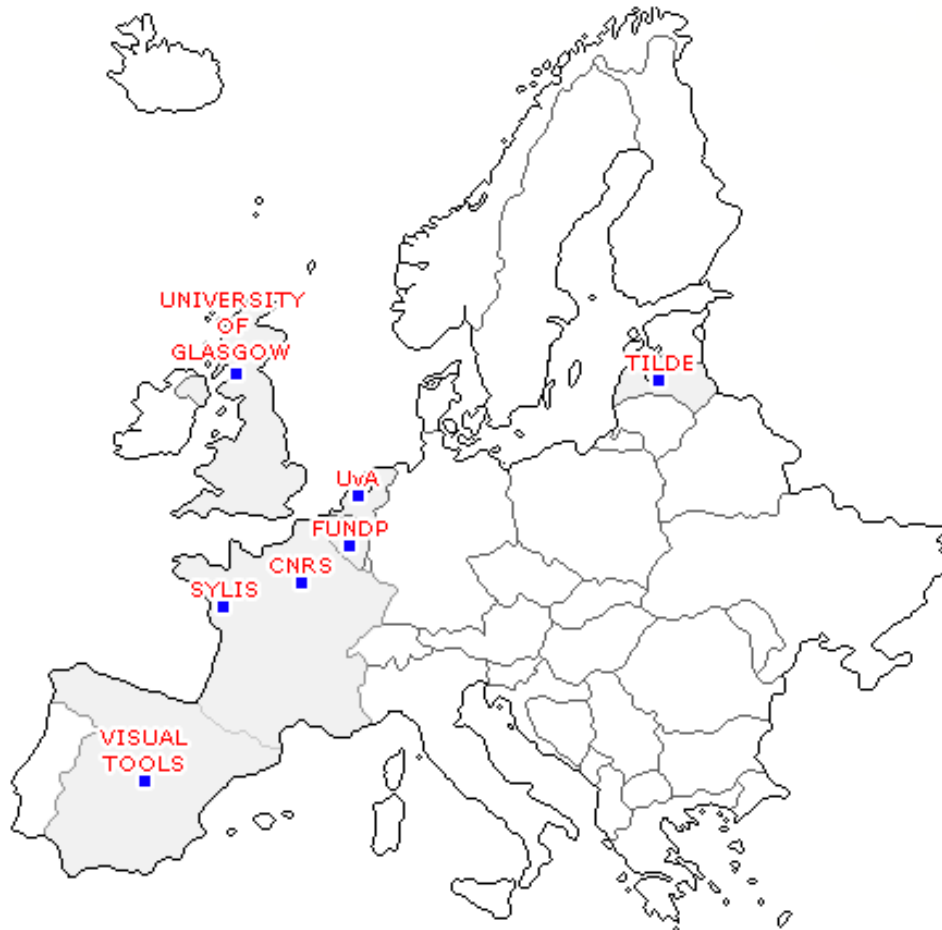 UNIVERSITY
OF
GLASGOW
TILDE
UvA
FUNDP
CNRS
SYLIS
VISUAL
TOOLS